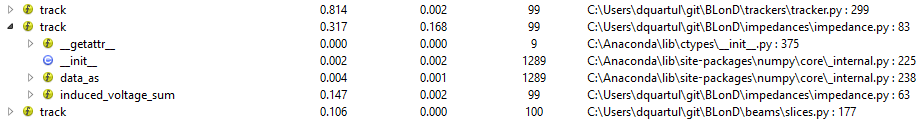 track 0.814 0.002 99 C:\Users\dquartul\git\BLonD\trackers\tracker.py : 299
track 0.317 0.168 99 C:\Users\dquartul\git\BLonD\impedances\impedance.py : 83
__getattr__ 0.000 0.000 9 C:\Anaconda\lib\ctypes\__init__.py : 375
__init__ 0.002 0.002 1289 C:\Anaconda\lib\site-packages\numpy\core\_internal.py : 225
data_as 0.004 0.001 1289 C:\Anaconda\lib\site-packages\numpy\core\_internal.py : 238
induced_voltage_sum 0.147 0.002 99 C:\Users\dquartul\git\BLonD\impedances\impedance.py : 63
track 0.106 0.000 100 C:\Users\dquartul\git\BLonD\beams\slices.py : 177